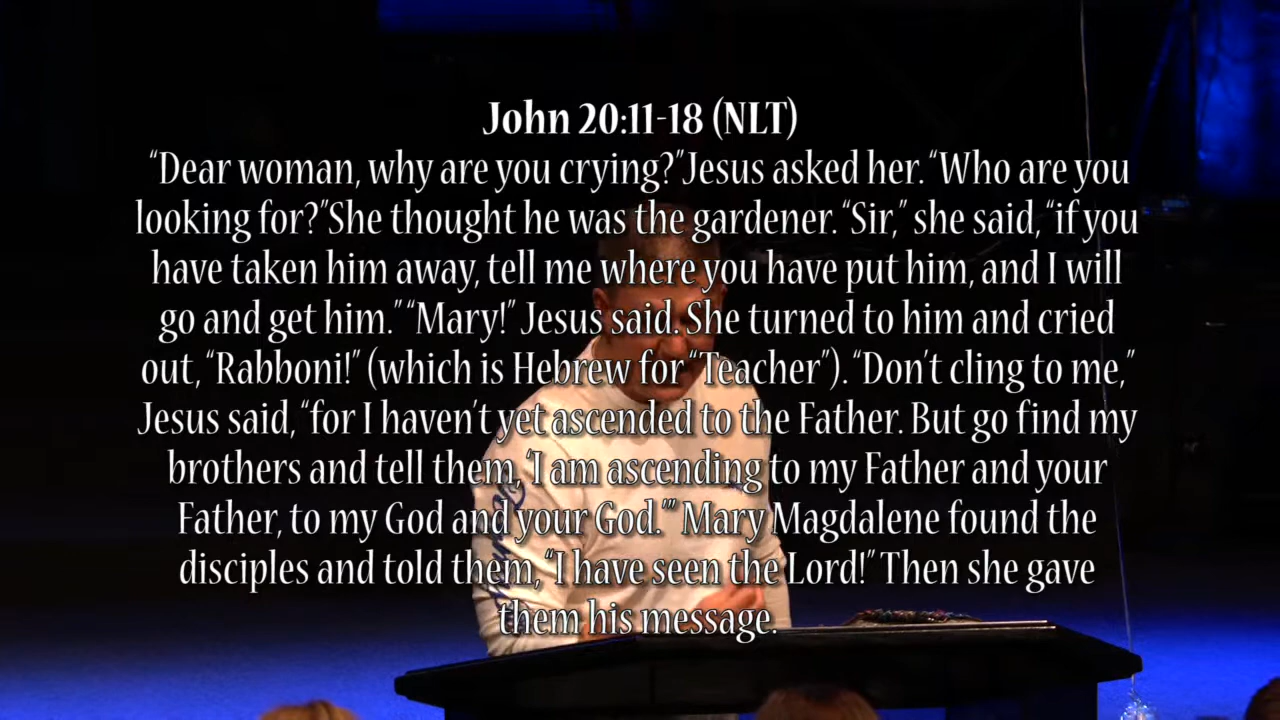 John 20:11-18 (NLT)
“Dear woman, why are you crying?”Jesus asked her. “Who are you
looking for?”She thought he was the gardener. “Sir,” she said, “if you
have taken him away, tell me where you have put him, and I will
go and get him.” “Mary!” Jesus said. She turned to him and cried
out, “Rabboni!” (which is Hebrew for “Teacher”). “Don’t cling to me,”
Jesus said, “for I haven’t yet ascended to the Father. But go find my
brothers and tell them, ‘I am ascending to my Father and your
Father, to my God and your God.’” Mary Magdalene found the
disciples and told them, “I have seen the Lord!” Then she gave
them his message.